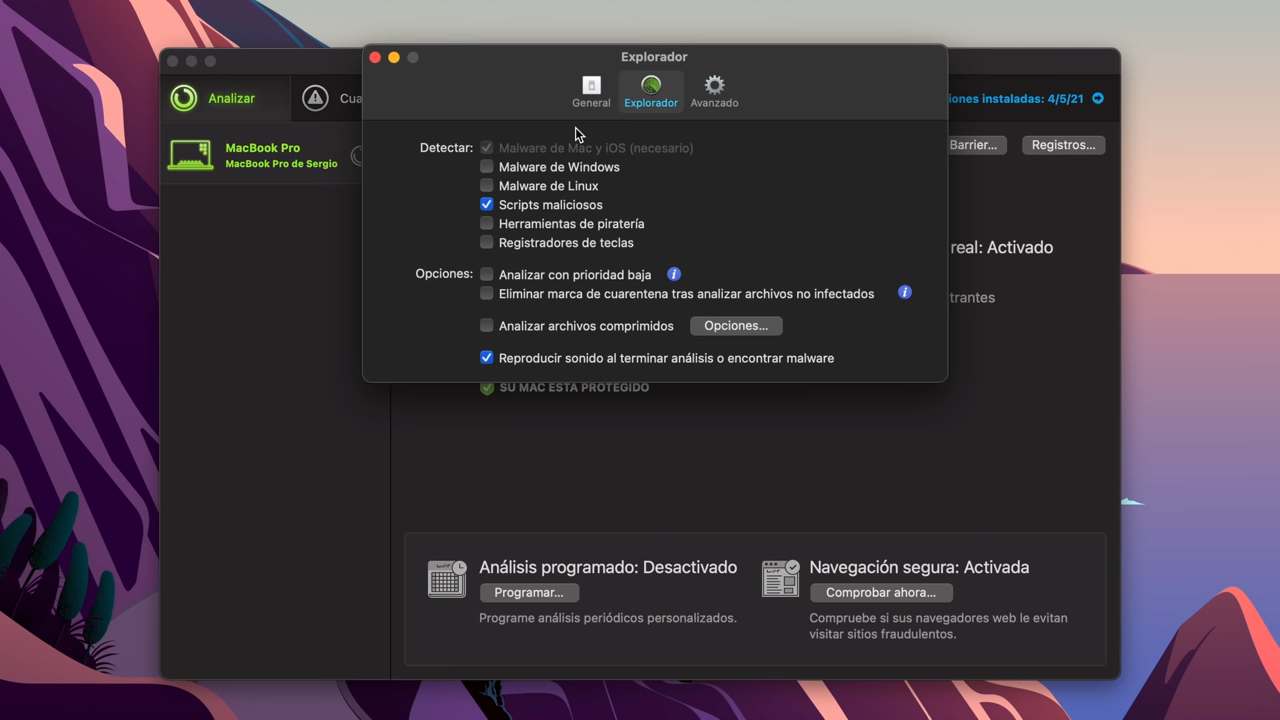 Explorador
General
Explorador
Avanzado
Analizar
Cua
iones instaladas: 4/5/21
MacBook Pro
MacBook Pro de Sergio
Barrier...
Registros...
Detectar:
Malware de Mac y iOS (necesario)
Malware de Windows
Malware de Linux
Scripts maliciosos
Herramientas de piratería
Registradores de teclas
real: Activado
Opciones:
Analizar con prioridad baja
Eliminar marca de cuarentena tras analizar archivos no infectados
trantes
Analizar archivos comprimidos
Opciones...
Reproducir sonido al terminar análisis o encontrar malware
SU MAC ESTÁ PROTEGIDO
Análisis programado: Desactivado
Programar...
Programe análisis periódicos personalizados.
Navegación segura: Activada
Comprobar ahora...
Compruebe si sus navegadores web le evitan
visitar sitios fraudulentos.